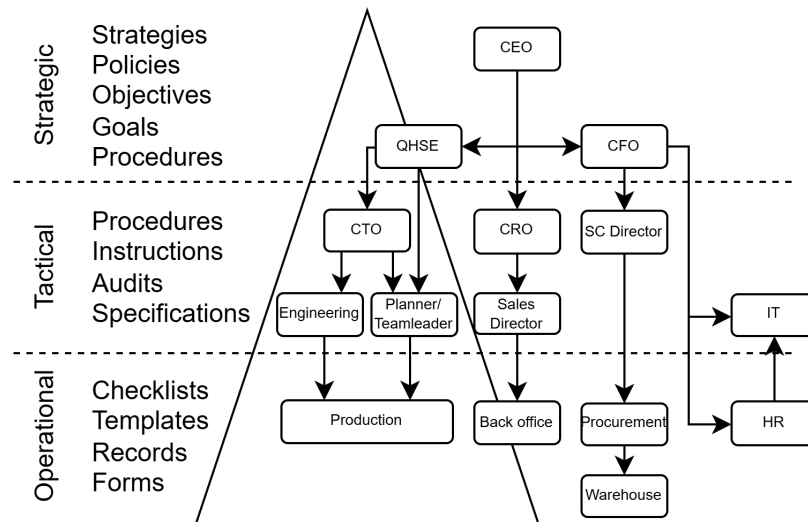 Strategic
Strategies
Policies
Objectives
Goals
Procedures
CEO
QHSE
CFO
Tactical
Procedures
Instructions
Audits
Specifications
CTO
CRO
SC Director
Engineering
Planner/
Teamleader
Sales
Director
IT
Operational
Checklists
Templates
Records
Forms
Production
Back office
Procurement
HR
Warehouse